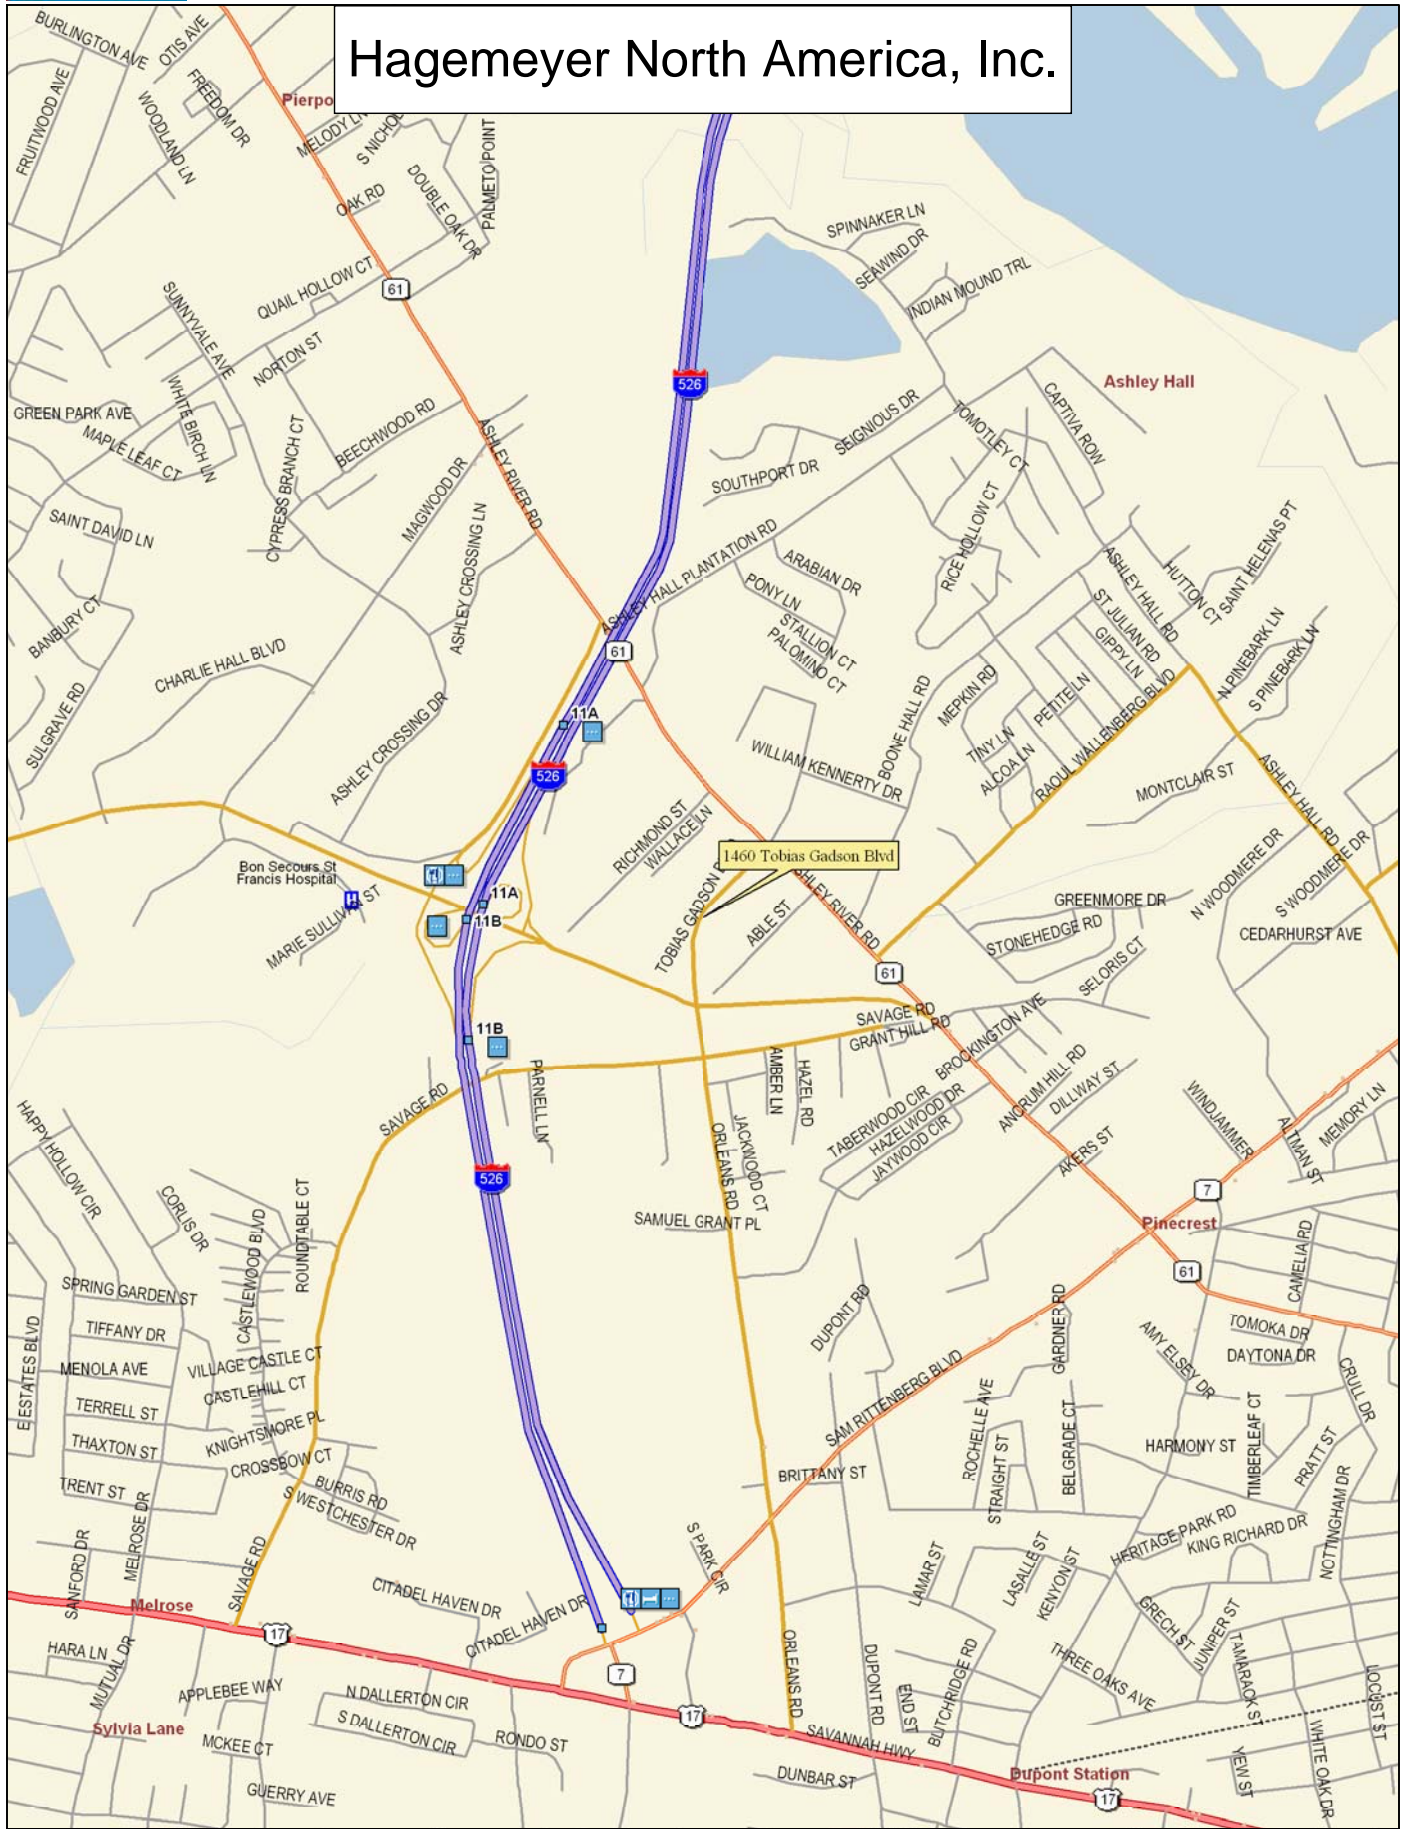 Hagemeyer North America, Inc.
BURLINGTON AVE
OTIS AVE
FRUITWOOD AVE
FREEDOM DR
WOODLAND LN
MELODY LN
OAK RD
DOUBLE OAK DR
PALMETO POINT
QUAIL HOLLOW CT
61
SUNNYVALE AVE
NORTON ST
SPINNAKER LN
SEAWIND DR
INDIAN MOUND TRL
526
Ashley Hall
GREEN PARK AVE
MAPLE LEAF CT
WHITE BIRCH LN
CYPRESS BRANCH CT
BEECHWOOD RD
MAGWOOD DR
ASHLEY RIVER RD
SEIGNIOUS DR
TOMOTLEY CT
CAPTIVA ROW
SOUTHPORT DR
SAINT DAVID LN
ASHLEY CROSSING LN
ASHLEY HALL PLANTATION RD
ARABIAN DR
PONY LN
STALLION CT
PALOMINO CT
RICE HOLLOW CT
ASHLEY HALL RD
HUTTON CT
SAINT HELENAS PT
ST JULIAN RD
GIPPY LN
N PINEBARK LN
S PINEBARK LN
BANBURY CT
CHARLIE HALL BLVD
SULGRAVE RD
ASHLEY CROSSING DR
61
11A
526
MEPKIN RD
PETITE LN
TINY LN
ALCOA LN
RAOUL WALLENBERG BLVD
BOONE HALL RD
WILLIAM KENNERTY DR
MONTCLAIR ST
ASHLEY HALL RD
RICHMOND ST
WALLACE LN
1460 Tobias Gadson Blvd
Bon Secours St
Francis Hospital
H
MARIE SULLIVAN ST
11A
11B
TOBIAS GADSON
ABLE ST
ASHLEY RIVER RD
GREENMORE DR
STONEHEDGE RD
SELORIS CT
N WOODMERE DR
S WOODMERE DR
CEDARHURST AVE
61
SAVAGE RD
GRANT HILL RD
BROCKINGTON AVE
11B
SAVAGE RD
PARNELL LN
AMBER LN
HAZEL RD
JACKWOOD CT
ORLEANS RD
TABERWOOD CIR
HAZELWOOD DR
JAYWOOD CIR
ANCRUM HILL RD
DILLWAY ST
AKERS ST
WINDJAMMER
ALTMAN ST
MEMORY LN
7
Pinecrest
61
526
SAMUEL GRANT PL
HAPPY HOLLOW CIR
CORLIS DR
CASTLEWOOD BLVD
ROUNDTABLE CT
SPRING GARDEN ST
TIFFANY DR
MENOLA AVE
E ESTATES BLVD
VILLAGE CASTLE CT
CASTLEHILL CT
TERRELL ST
KNIGHTSMORE PL
THAXTON ST
CROSSBOW CT
TRENT ST
BURRIS RD
S WESTCHESTER DR
MELROSE DR
SANFORD DR
SAVAGE RD
DUPONT RD
SAM RITTENBERG BLVD
GARDNER RD
CAMELIA RD
TOMOKA DR
DAYTONA DR
AMY ELSEY DR
CRULL DR
ROCHELLE AVE
STRAIGHT ST
BELGRADE CT
HARMONY ST
TIMBERLEAF CT
PRATT ST
NOTTINGHAM DR
BRITTANY ST
HERITAGE PARK RD
KING RICHARD DR
S PARK CIR
LAMAR ST
LASALLE ST
KENYON ST
GRECH ST
JUNIPER ST
TAMARACK ST
THREE OAKS AVE
LOCUST ST
CITADEL HAVEN DR
CITADEL HAVEN DR
Melrose
17
7
17
ORLEANS RD
DUPONT RD
END ST
BLITCHRIDGE RD
HARA LN
MUTUAL DR
APPLEBEE WAY
N DALLERTON CIR
S DALLERTON CIR
RONDO ST
SAVANNAH HWY
Sylvia Lane
MCKEE CT
GUERRY AVE
DUNBAR ST
Dupont Station
17
YEW ST
WHITE OAK DR